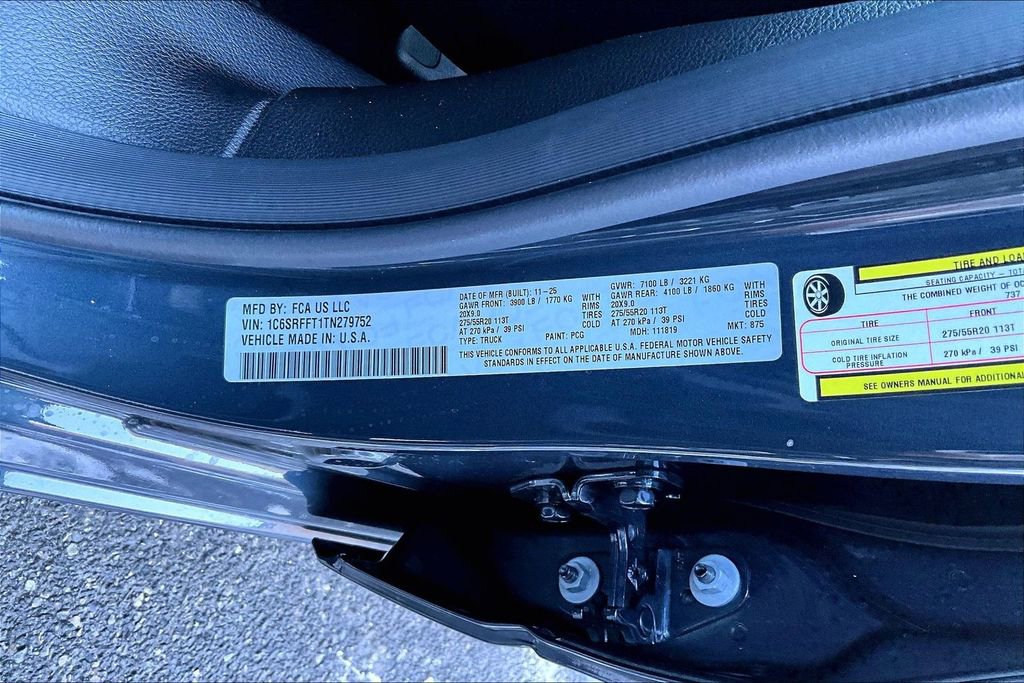 MFD BY: FCA US LLC
VIN: 1C6SRFFT1TN279752
VEHICLE MADE IN: U.S.A.
DATE OF MFR (BUILT): 11-25
GAWR FRONT: 3900 LB / 1770 KG
WITH TIRES
20X9.0
RIMS
275/55R20 113T
AT 270 kPa / 39 PSI
COLD
TYPE: TRUCK
PAINT: PCG
GVWR: 7100 LB / 3221 KG
GAWR REAR: 4100 LB / 1860 KG
WITH TIRES
20X9.0
RIMS
275/55R20 113T
AT 270 kPa / 39 PSI
COLD
MDH: 111819
MKT: 875
THIS VEHICLE CONFORMS TO ALL APPLICABLE U.S.A. FEDERAL MOTOR VEHICLE SAFETY
STANDARDS IN EFFECT ON THE DATE OF MANUFACTURE SHOWN ABOVE.
TIRE AND LOA
SEATING CAPACITY — TOT
THE COMBINED WEIGHT OF OC
737
TIRE
FRONT
ORIGINAL TIRE SIZE
275/55R20 113T
COLD TIRE INFLATION
PRESSURE
270 kPa / 39 PSI
SEE OWNERS MANUAL FOR ADDITIONAL